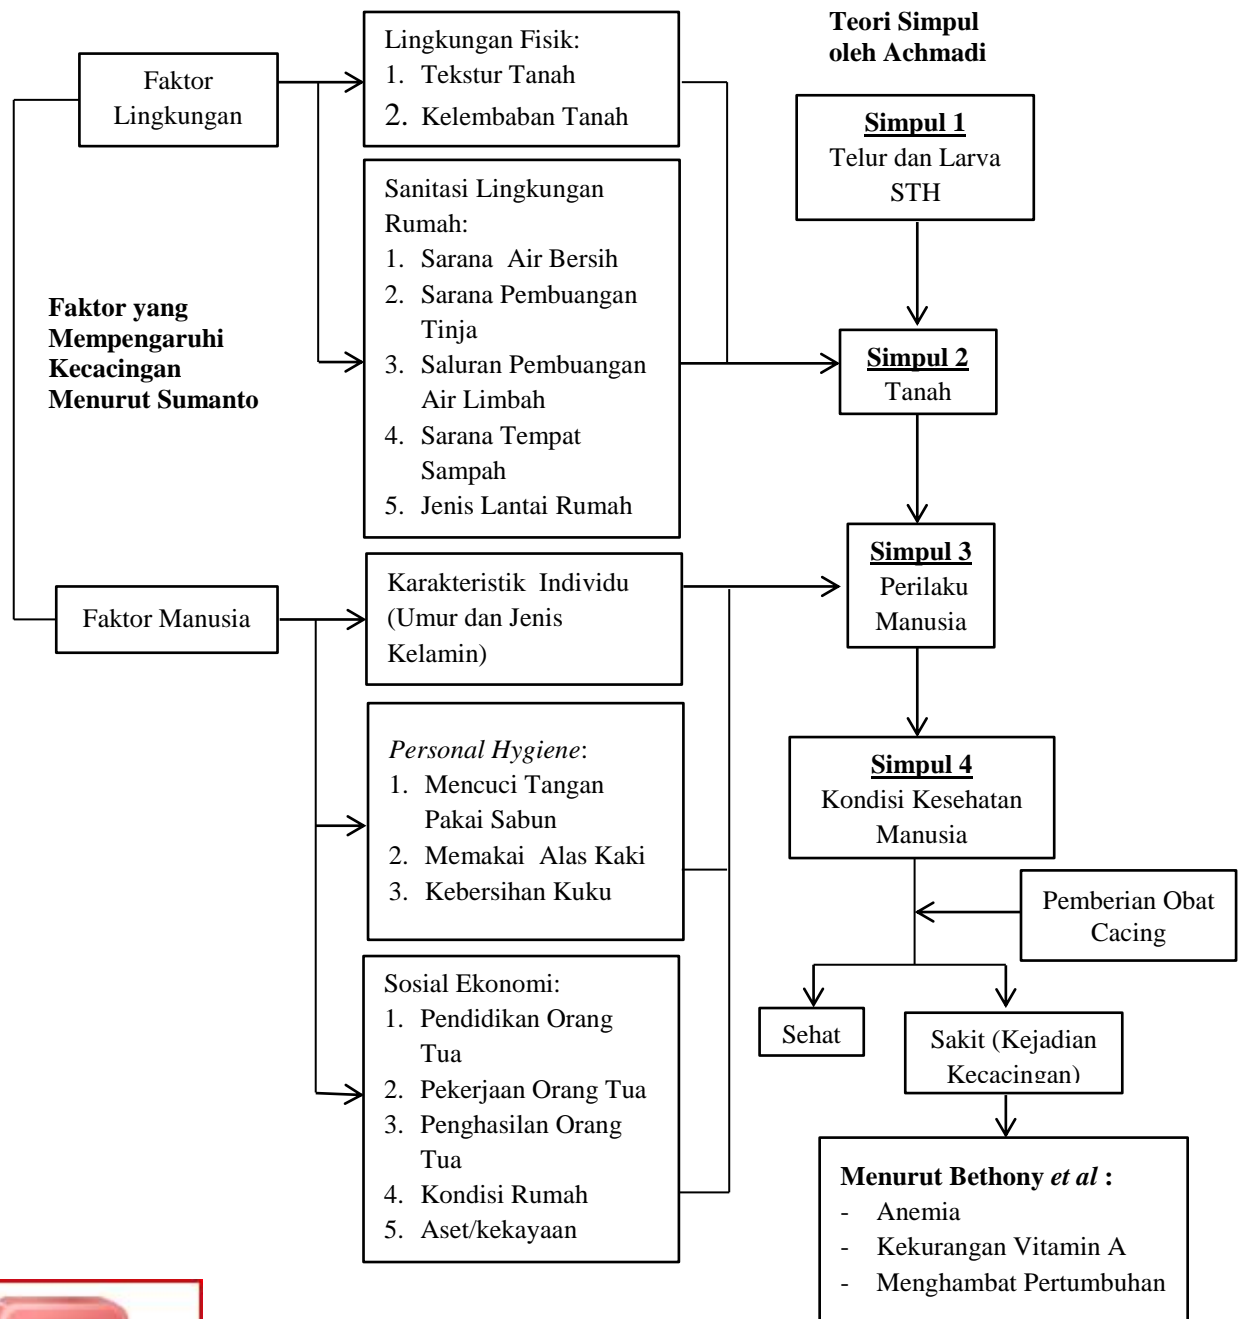 Teori Simpul
oleh Achmadi
Faktor
Lingkungan
Lingkungan Fisik:
1. Tekstur Tanah
2. Kelembaban Tanah
Simpul 1
Telur dan Larva
STH
Sanitasi Lingkungan
Rumah:
1. Sarana Air Bersih
2. Sarana Pembuangan
Tinja
3. Saluran Pembuangan
Air Limbah
4. Sarana Tempat
Sampah
5. Jenis Lantai Rumah
Faktor yang
Mempengaruhi
Kecacingan
Menurut Sumanto
Simpul 2
Tanah
Simpul 3
Perilaku
Manusia
Faktor Manusia
Karakteristik Individu
(Umur dan Jenis
Kelamin)
Personal Hygiene:
1. Mencuci Tangan
Pakai Sabun
2. Memakai Alas Kaki
3. Kebersihan Kuku
Simpul 4
Kondisi Kesehatan
Manusia
Pemberian Obat
Cacing
Sosial Ekonomi:
1. Pendidikan Orang
Tua
2. Pekerjaan Orang Tua
3. Penghasilan Orang
Tua
4. Kondisi Rumah
5. Aset/kekayaan
Sehat
Sakit (Kejadian
Kecacingan)
Menurut Bethony et al :
- Anemia
- Kekurangan Vitamin A
- Menghambat Pertumbuhan